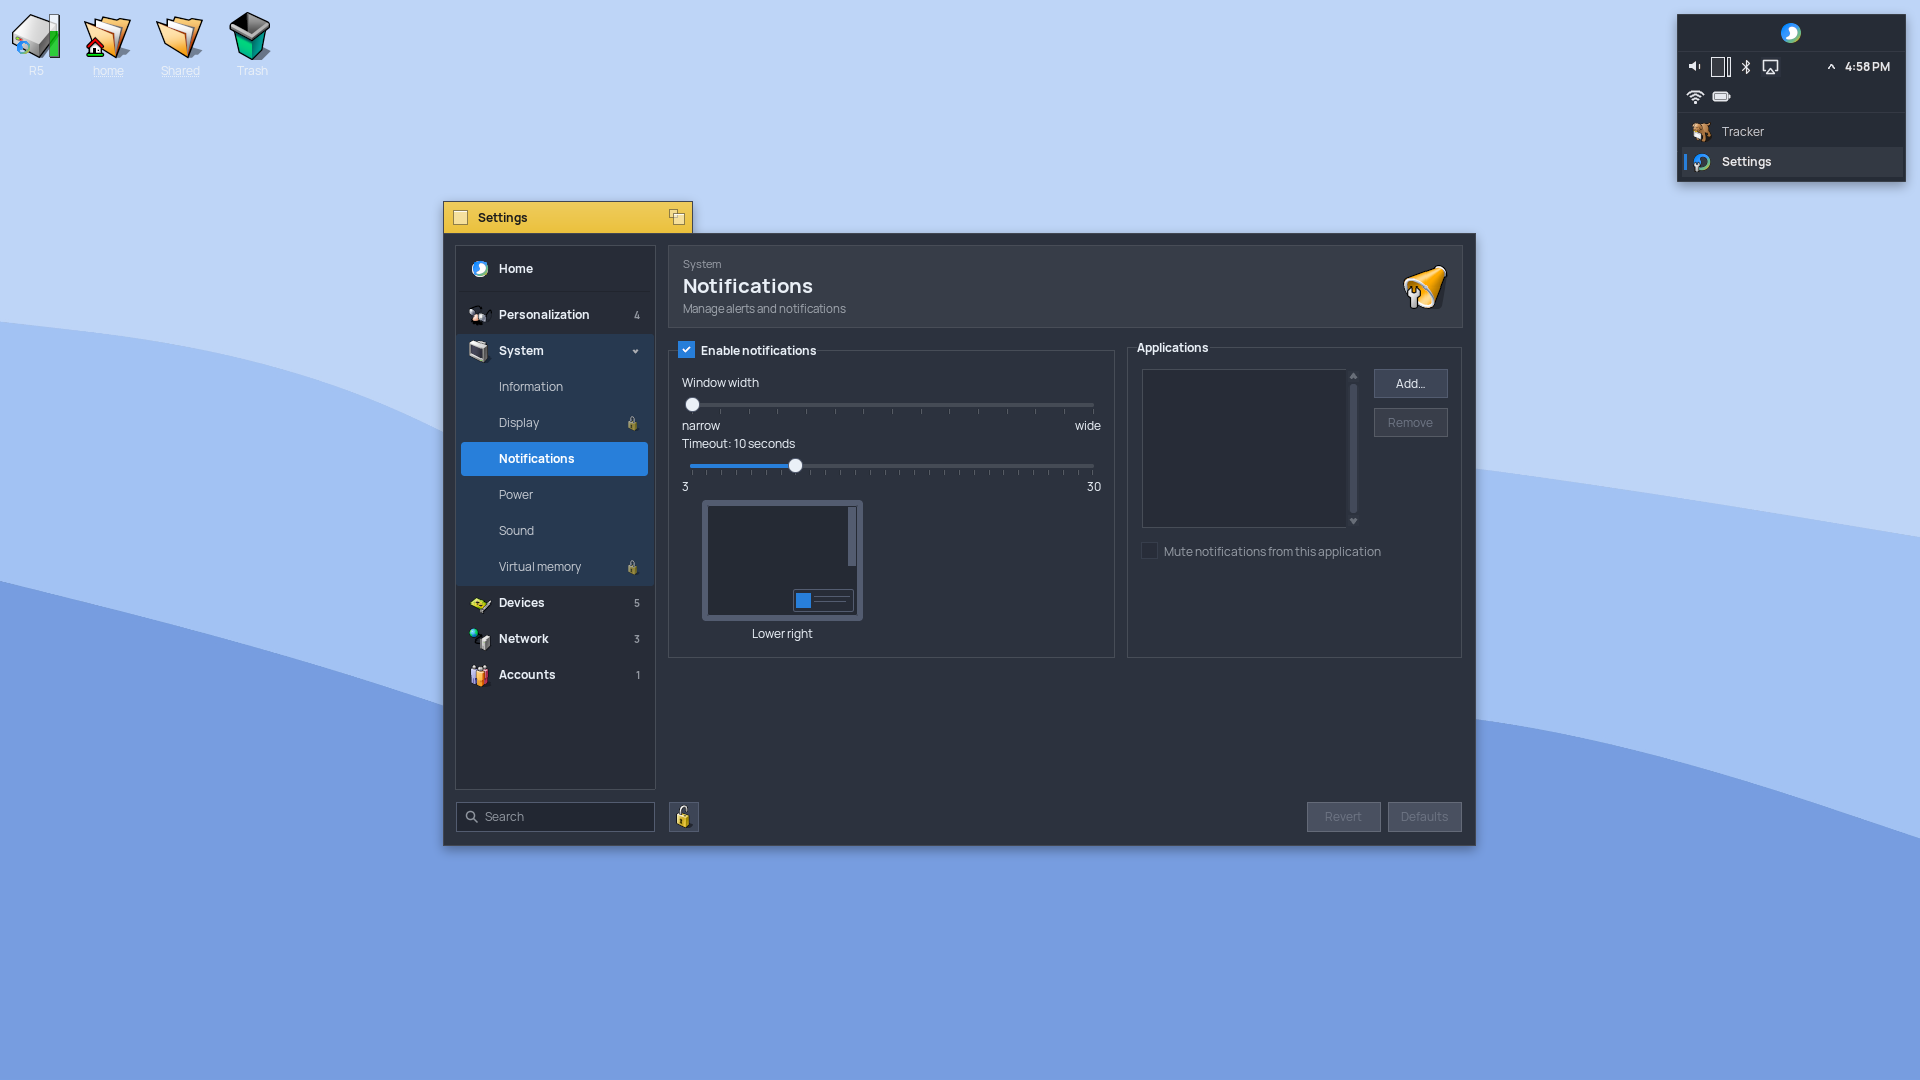 R5
home
Shared
Trash
4:58 PM
Tracker
Settings
Settings
Home
Personalization 4
System
Information
Display
Notifications
Power
Sound
Virtual memory
Devices 5
Network 3
Accounts 1
Search
System
Notifications
Manage alerts and notifications
Enable notifications
Window width
narrow wide
Timeout: 10 seconds
3 30
Lower right
Applications
Add...
Remove
Mute notifications from this application
Revert
Defaults